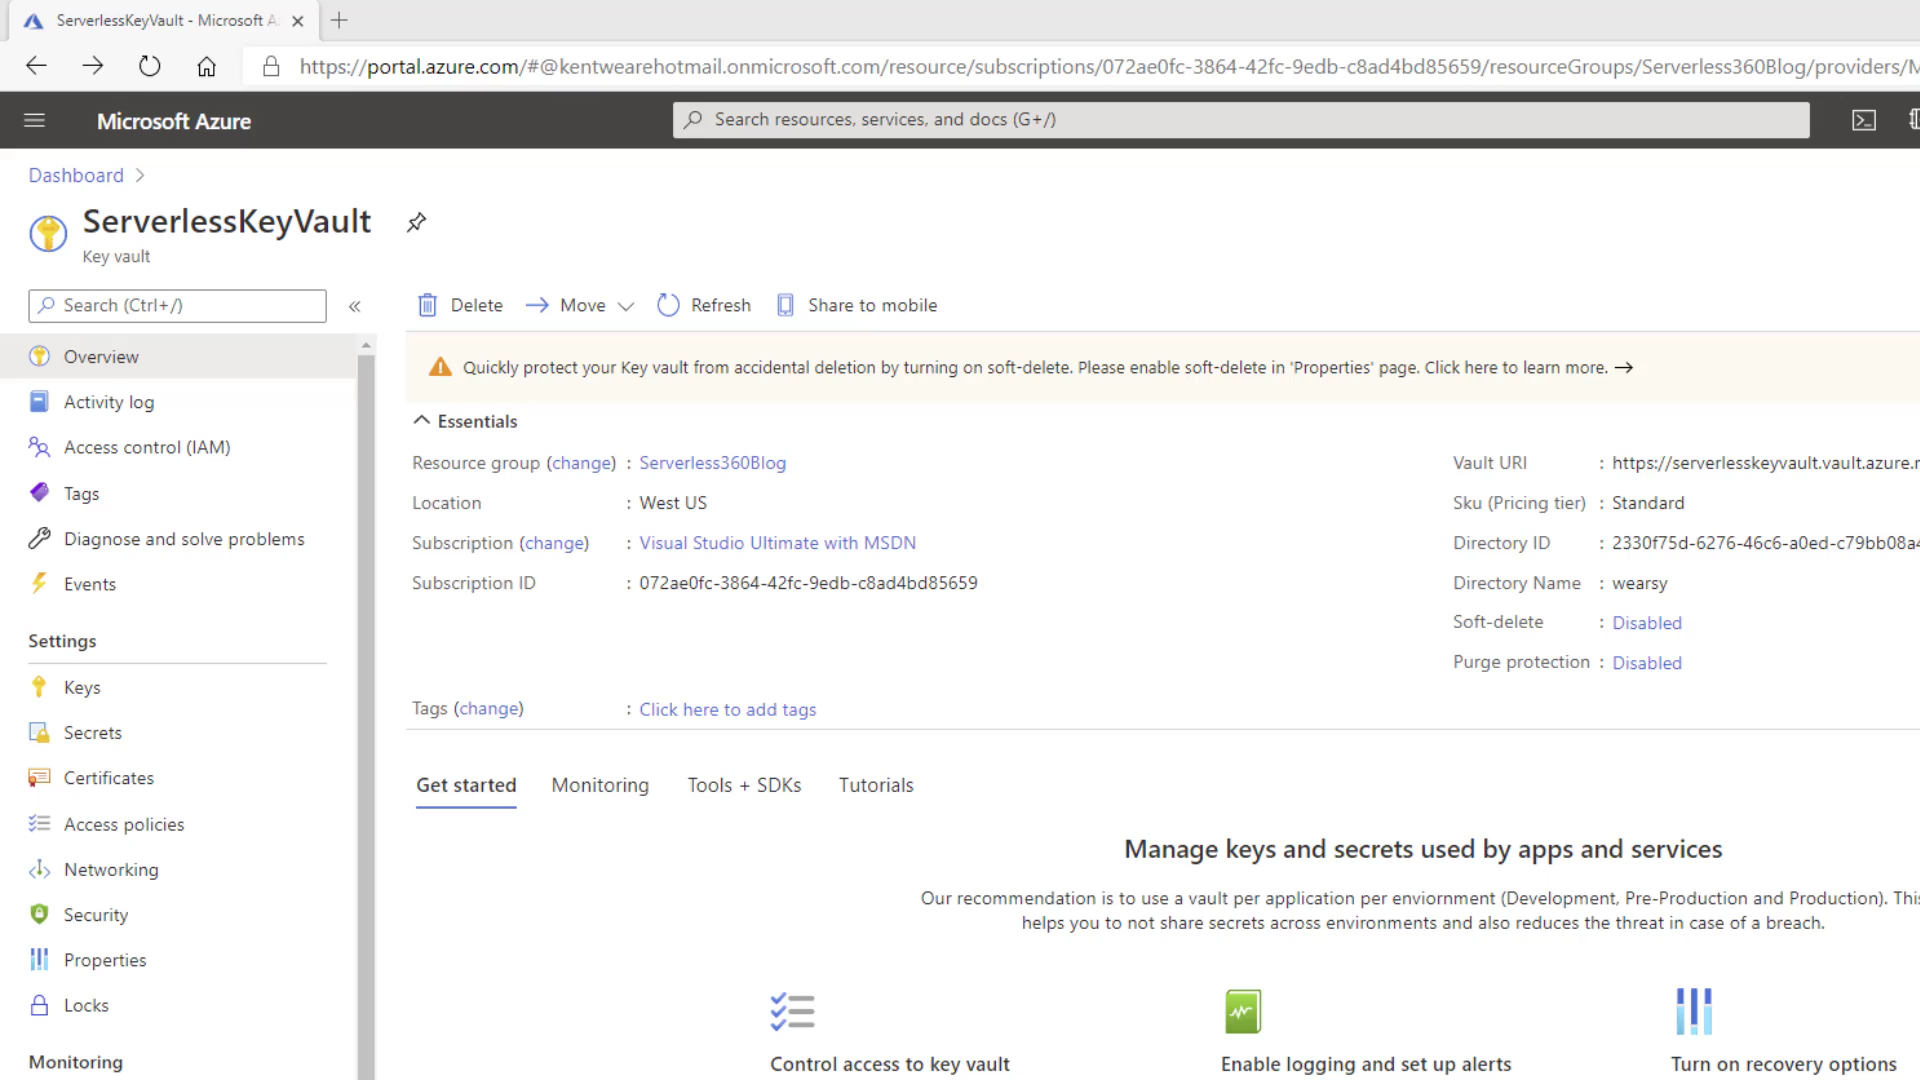 ServerlessKeyVault - Microsoft A
https://portal.azure.com/#@kentwearehotmail.onmicrosoft.com/resource/subscriptions/072ae0fc-3864-42fc-9edb-c8ad4bd85659/resourceGroups/Serverless360Blog/providers/M
Microsoft Azure
Search resources, services, and docs (G+/)
Dashboard
ServerlessKeyVault
Key vault
Search (Ctrl+/)
Delete
Move
Refresh
Share to mobile
Overview
Activity log
Access control (IAM)
Tags
Diagnose and solve problems
Events
Settings
Keys
Secrets
Certificates
Access policies
Networking
Security
Properties
Locks
Monitoring
Quickly protect your Key vault from accidental deletion by turning on soft-delete. Please enable soft-delete in 'Properties' page. Click here to learn more. →
Essentials
Resource group (change) : Serverless360Blog
Location : West US
Subscription (change) : Visual Studio Ultimate with MSDN
Subscription ID : 072ae0fc-3864-42fc-9edb-c8ad4bd85659
Vault URI : https://serverlesskeyvault.vault.azure.
Sku (Pricing tier) : Standard
Directory ID : 2330f75d-6276-46c6-a0ed-c79bb08a
Directory Name : wearsy
Soft-delete : Disabled
Purge protection : Disabled
Tags (change) : Click here to add tags
Get started
Monitoring
Tools + SDKs
Tutorials
Manage keys and secrets used by apps and services
Our recommendation is to use a vault per application per enviornment (Development, Pre-Production and Production). This
helps you to not share secrets across environments and also reduces the threat in case of a breach.
Control access to key vault
Enable logging and set up alerts
Turn on recovery options